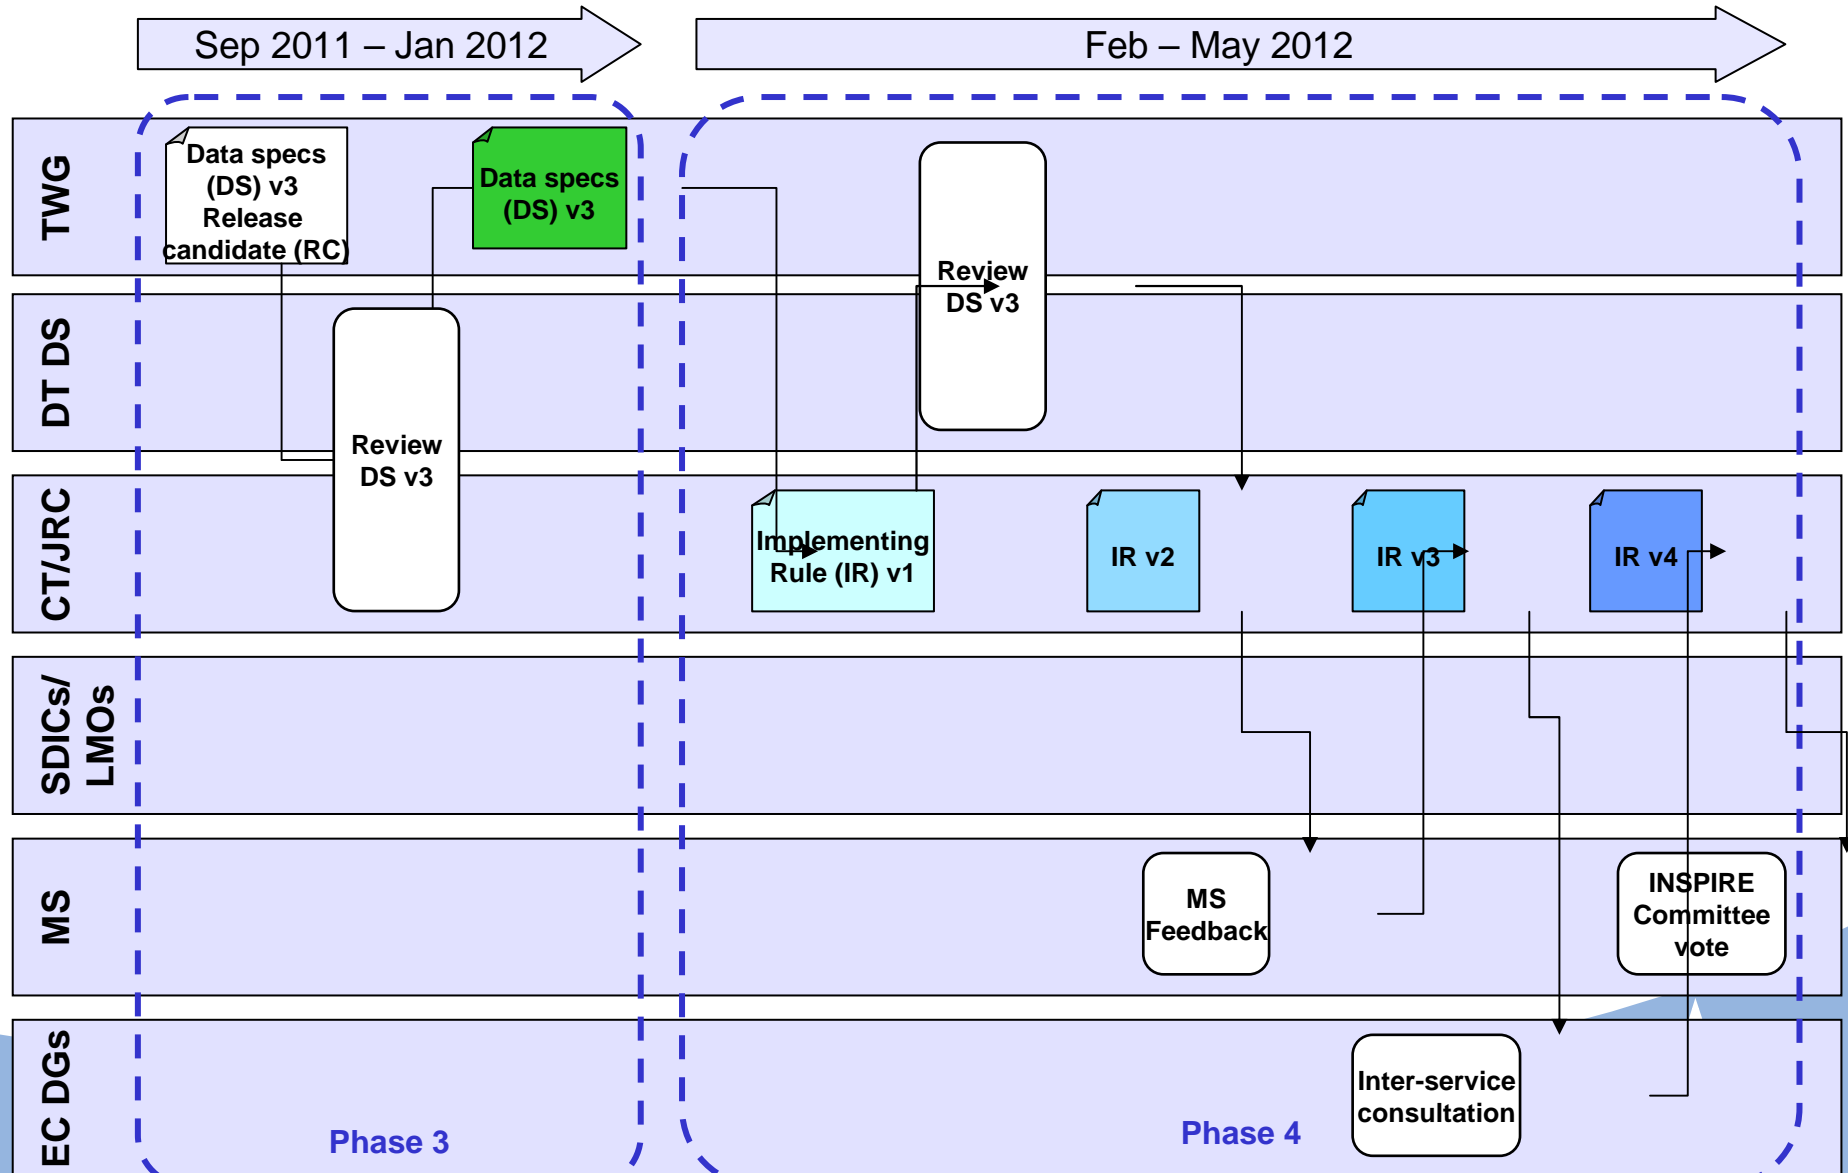 Sep 2011 – Jan 2012
Feb – May 2012
TWG
Data specs
(DS) v3
Release
candidate (RC)
Data specs
(DS) v3
Review
DS v3
DT DS
Review
DS v3
CT/JRC
Implementing
Rule (IR) v1
IR v2
IR v3
IR v4
SDICs/
LMOs
MS
MS
Feedback
INSPIRE
Committee
vote
EC DGs
Inter-service
consultation
Phase 3
Phase 4